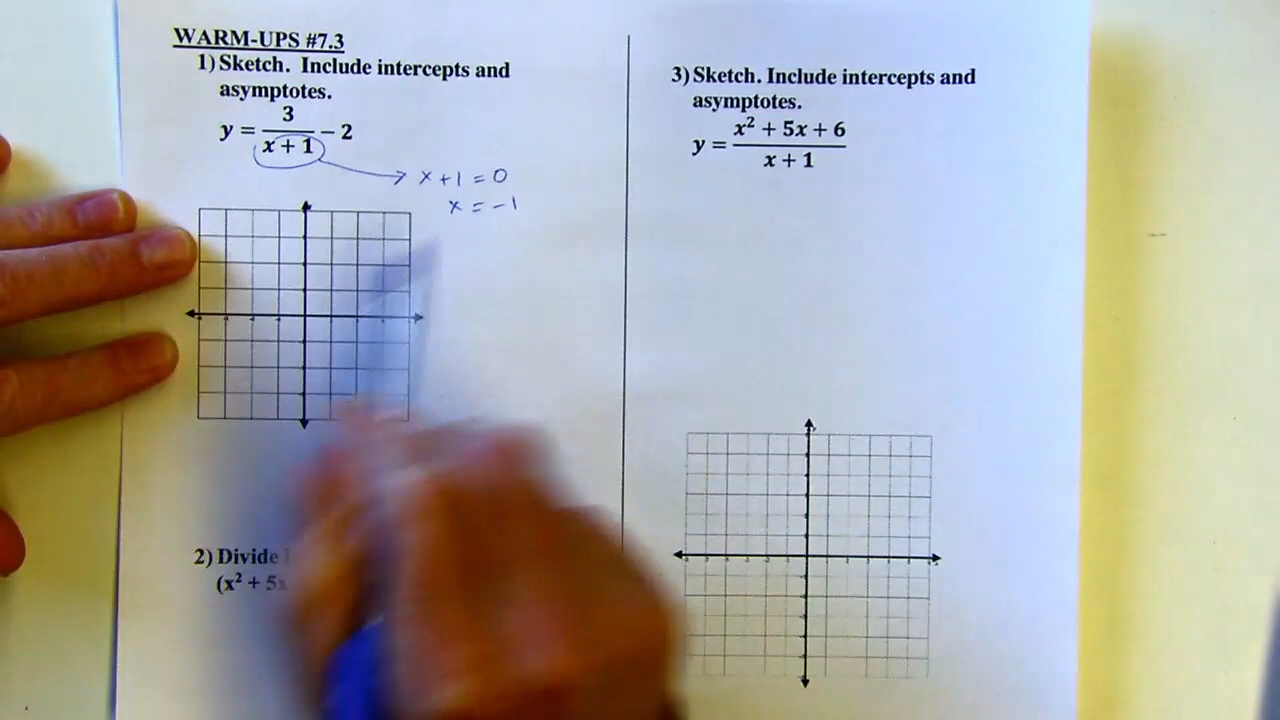 WARM-UPS #7.3
1) Sketch. Include intercepts and
asymptotes.
y = 3/(x + 1) − 2
x + 1 = 0
x = −1
2) Divide
(x² + 5
3) Sketch. Include intercepts and
asymptotes.
y = (x² + 5x + 6)/(x + 1)